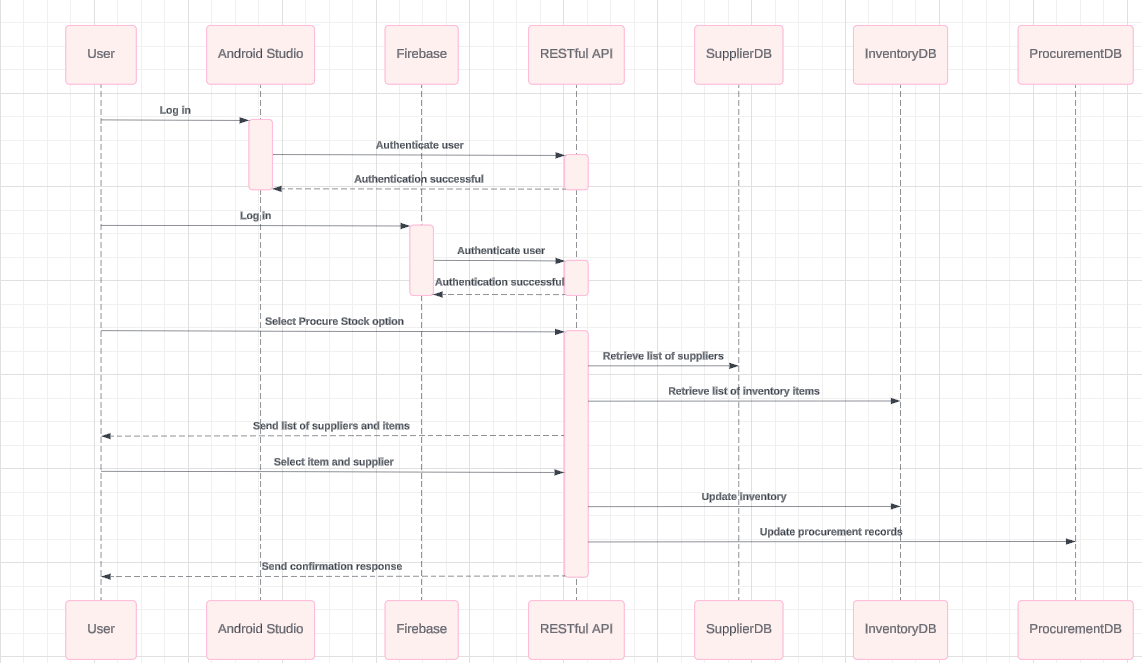 User
Android Studio
Firebase
RESTful API
SupplierDB
InventoryDB
ProcurementDB
Log in
Authenticate user
Authentication successful
Log in
Authenticate user
Authentication successful
Select Procure Stock option
Retrieve list of suppliers
Retrieve list of inventory items
Send list of suppliers and items
Select item and supplier
Update inventory
Update procurement records
Send confirmation response
User
Android Studio
Firebase
RESTful API
SupplierDB
InventoryDB
ProcurementDB